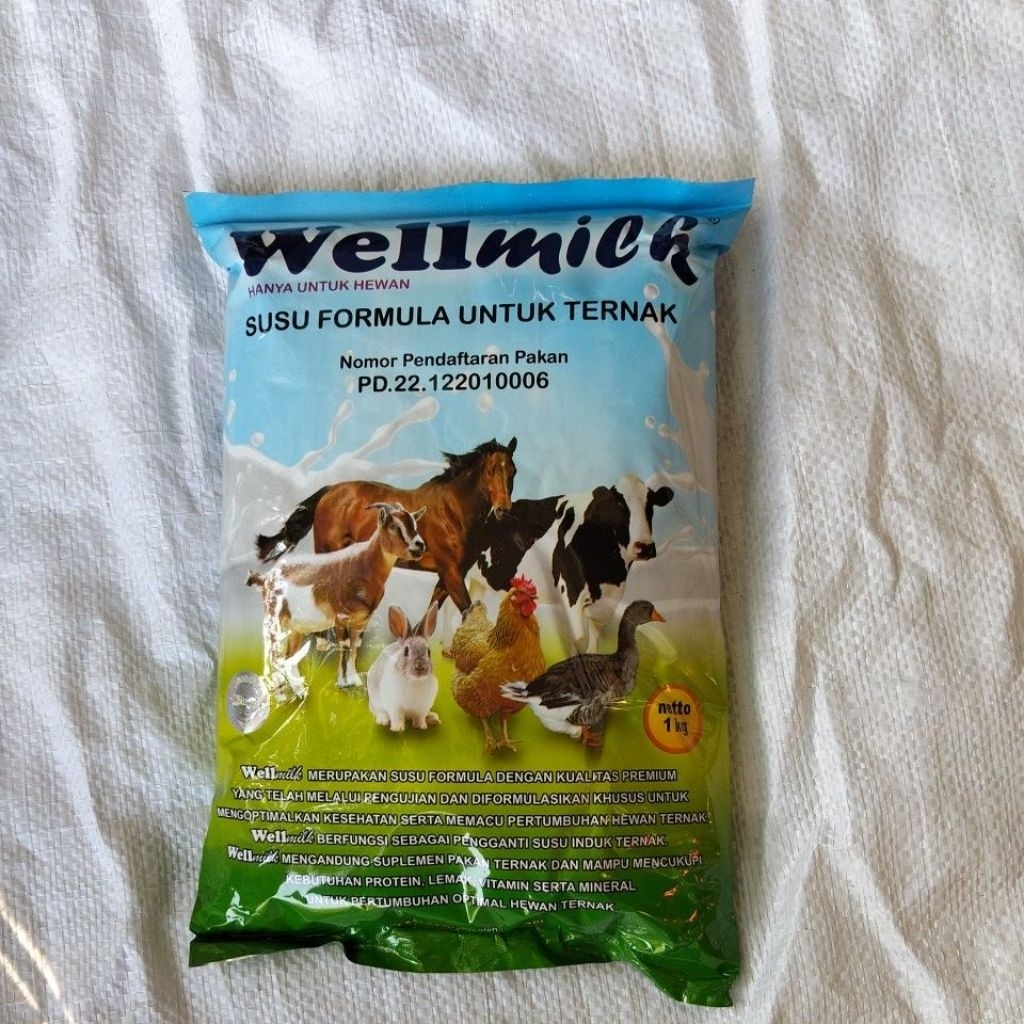 Wellmilk®
HANYA UNTUK HEWAN
SUSU FORMULA UNTUK TERNAK
Nomor Pendaftaran Pakan
PD.22.122010006
netto
1 kg
Wellmilk MERUPAKAN SUSU FORMULA DENGAN KUALITAS PREMIUM
YANG TELAH MELALUI PENGUJIAN DAN DIFORMULASIKAN KHUSUS UNTUK
MENGOPTIMALKAN KESEHATAN SERTA MEMACU PERTUMBUHAN HEWAN TERNAK.
Wellmilk BERFUNGSI SEBAGAI PENGGANTI SUSU INDUK TERNAK.
Wellmilk MENGANDUNG SUPLEMEN PAKAN TERNAK DAN MAMPU MENCUKUPI
KEBUTUHAN PROTEIN, LEMAK, VITAMIN SERTA MINERAL
UNTUK PERTUMBUHAN OPTIMAL HEWAN TERNAK.